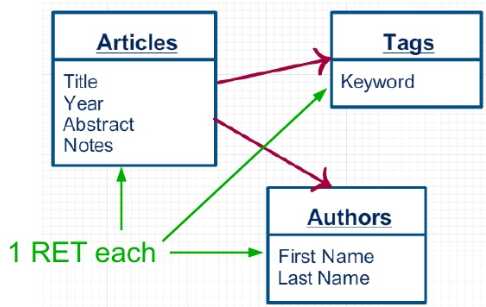 Articles
Title
Year
Abstract
Notes
Tags
Keyword
Authors
First Name
Last Name
1 RET each